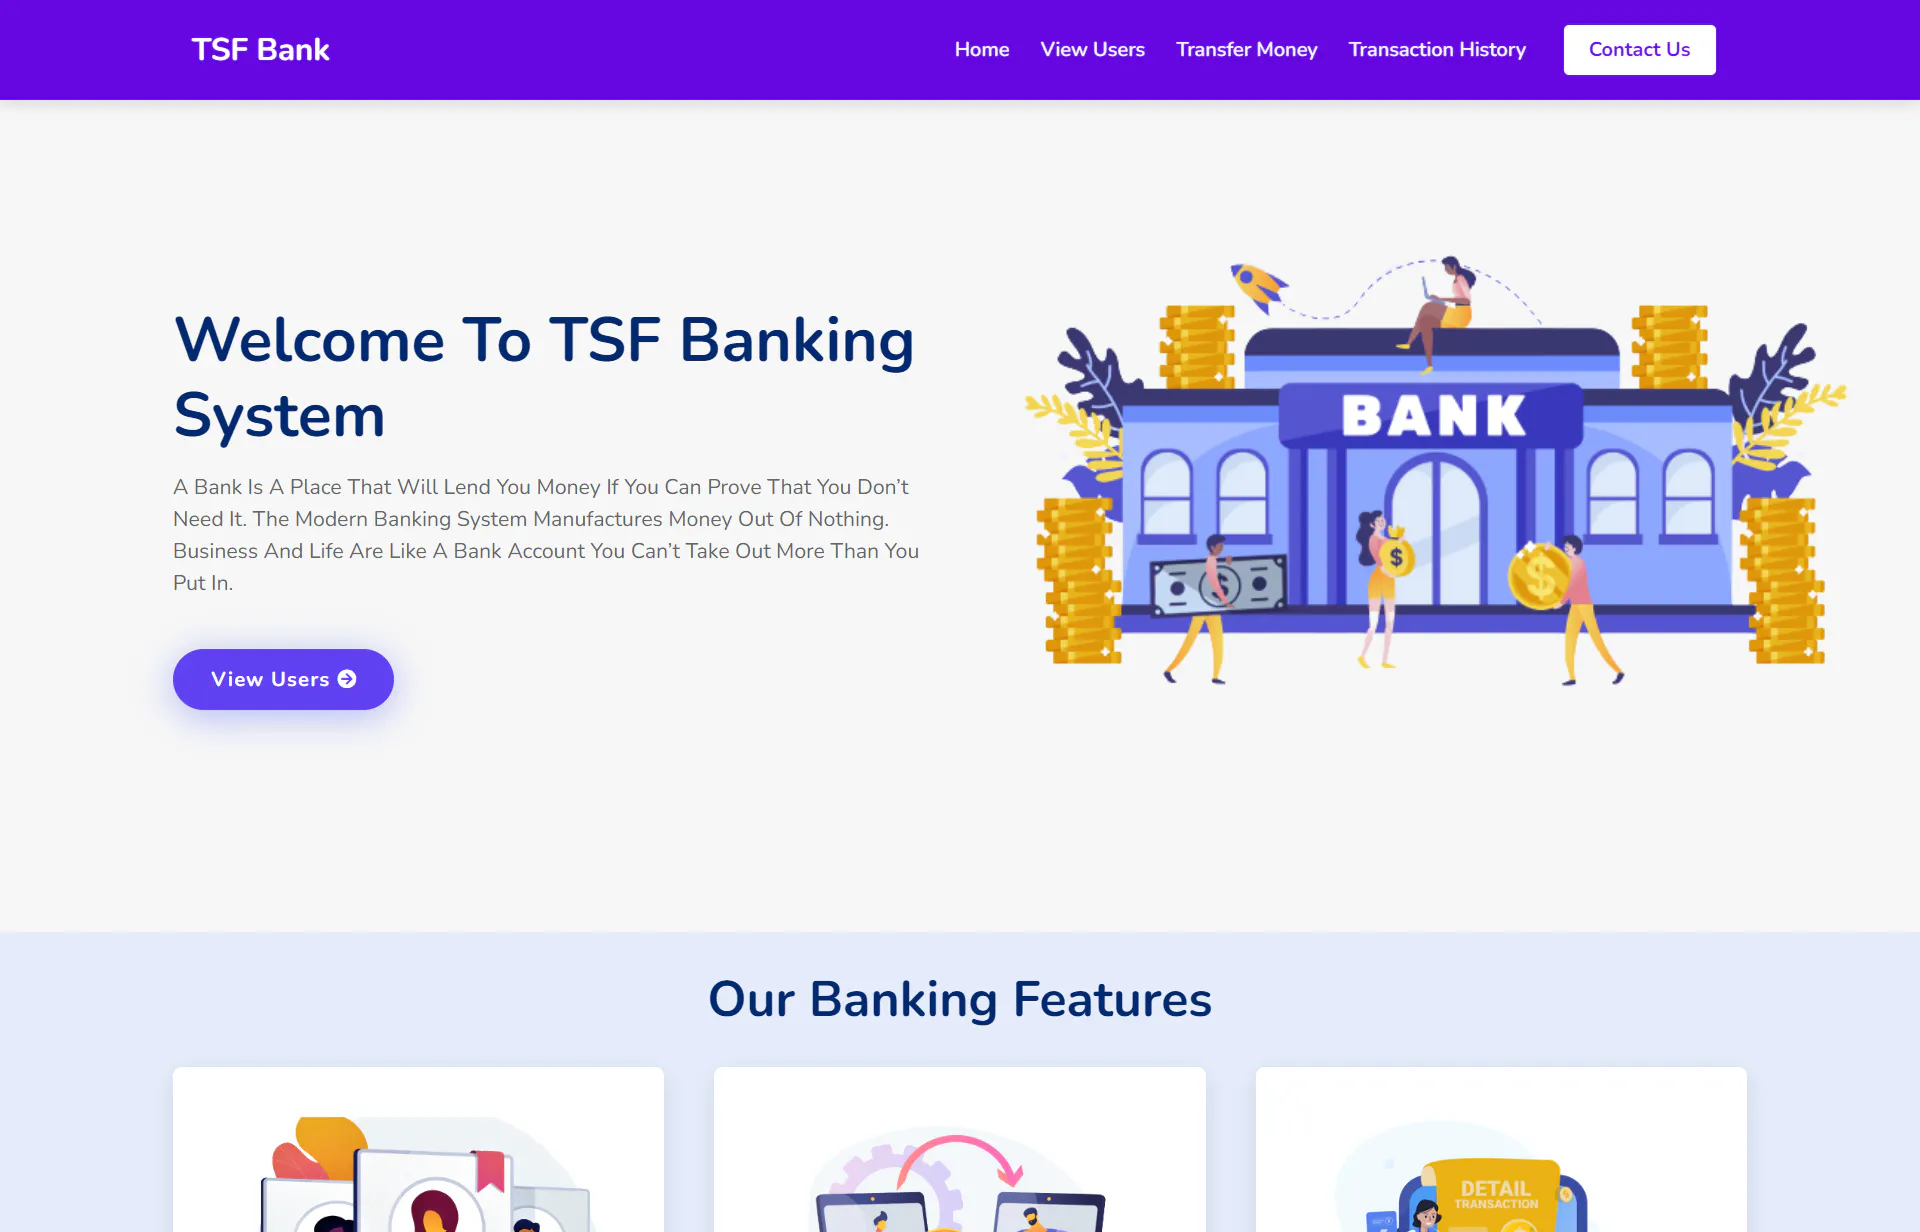 TSF Bank
Home
View Users
Transfer Money
Transaction History
Contact Us
Welcome To TSF Banking
System
A Bank Is A Place That Will Lend You Money If You Can Prove That You Don’t
Need It. The Modern Banking System Manufactures Money Out Of Nothing.
Business And Life Are Like A Bank Account You Can’t Take Out More Than You
Put In.
View Users
BANK
$
$
$
Our Banking Features
DETAIL
TRANSACTION